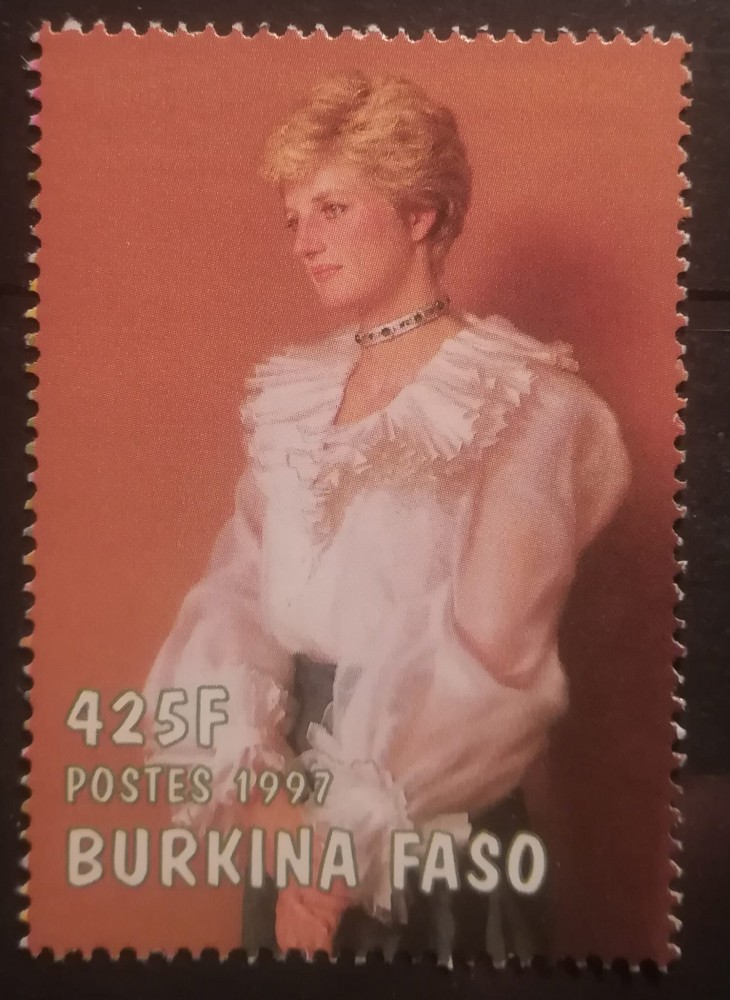 425F
POSTES 1997
BURKINA FASO